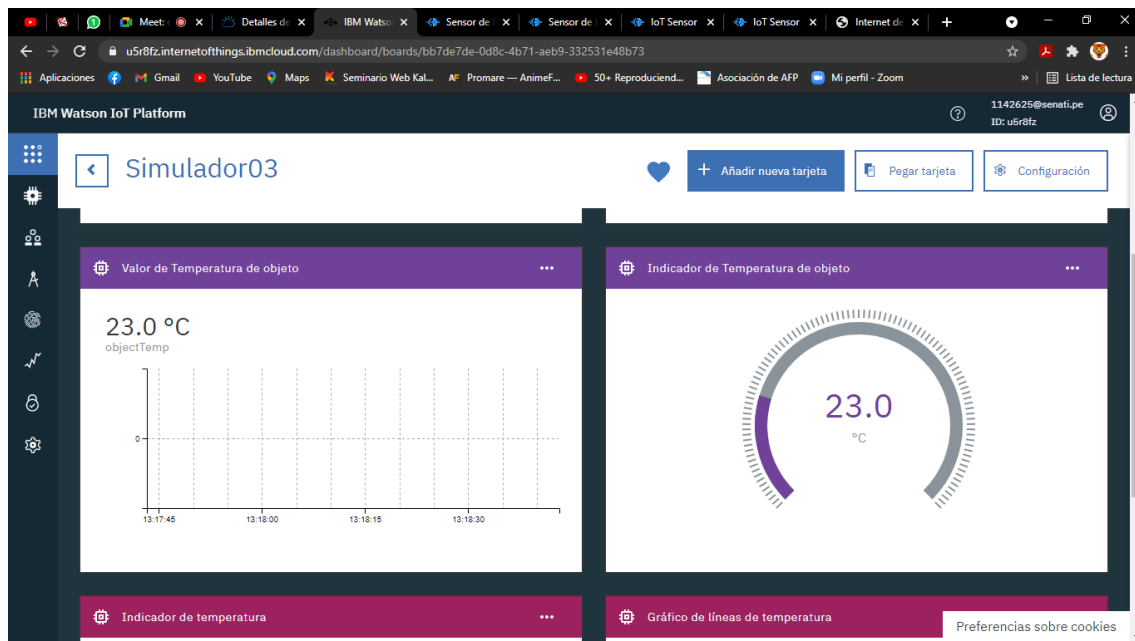 Meet:
Detalles de
IBM Watso
Sensor de
Sensor de
IoT Sensor
IoT Sensor
Internet de
u5r8fz.internetofthings.ibmcloud.com/dashboard/boards/bb7de7de-0d8c-4b71-aeb9-332531e48b73
Aplicaciones
Gmail
YouTube
Maps
Seminario Web Kal...
AF Promare — AnimeF...
50+ Reproduciend...
Asociación de AFP
Mi perfil - Zoom
»
Lista de lectura
IBM Watson IoT Platform
1142625@senati.pe
ID: u5r8fz
Simulador03
+ Añadir nueva tarjeta
Pegar tarjeta
Configuración
Valor de Temperatura de objeto
Indicador de Temperatura de objeto
23.0 °C
objectTemp
0
13:17:45
13:18:00
13:18:15
13:18:30
23.0
°C
Indicador de temperatura
Gráfico de líneas de temperatura
Preferencias sobre cookies